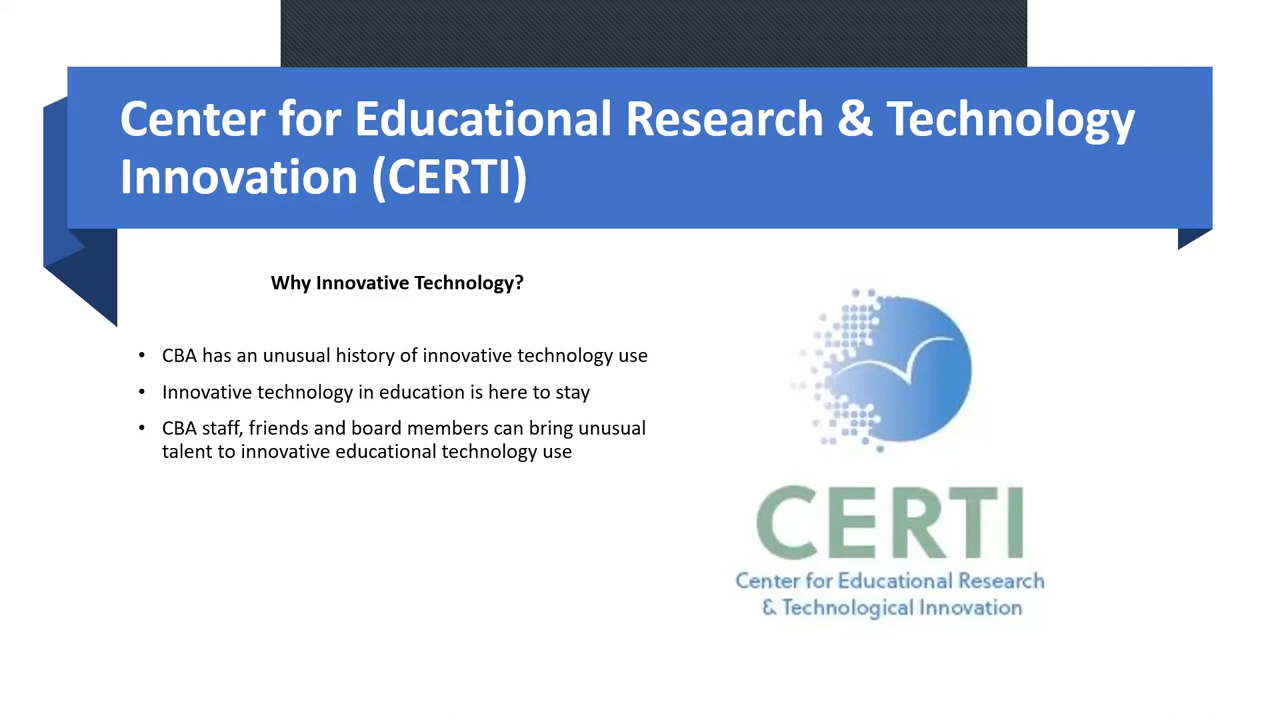 Center for Educational Research & Technology
Innovation (CERTI)
Why Innovative Technology?
• CBA has an unusual history of innovative technology use
• Innovative technology in education is here to stay
• CBA staff, friends and board members can bring unusual
talent to innovative educational technology use
CERTI
Center for Educational Research
& Technological Innovation